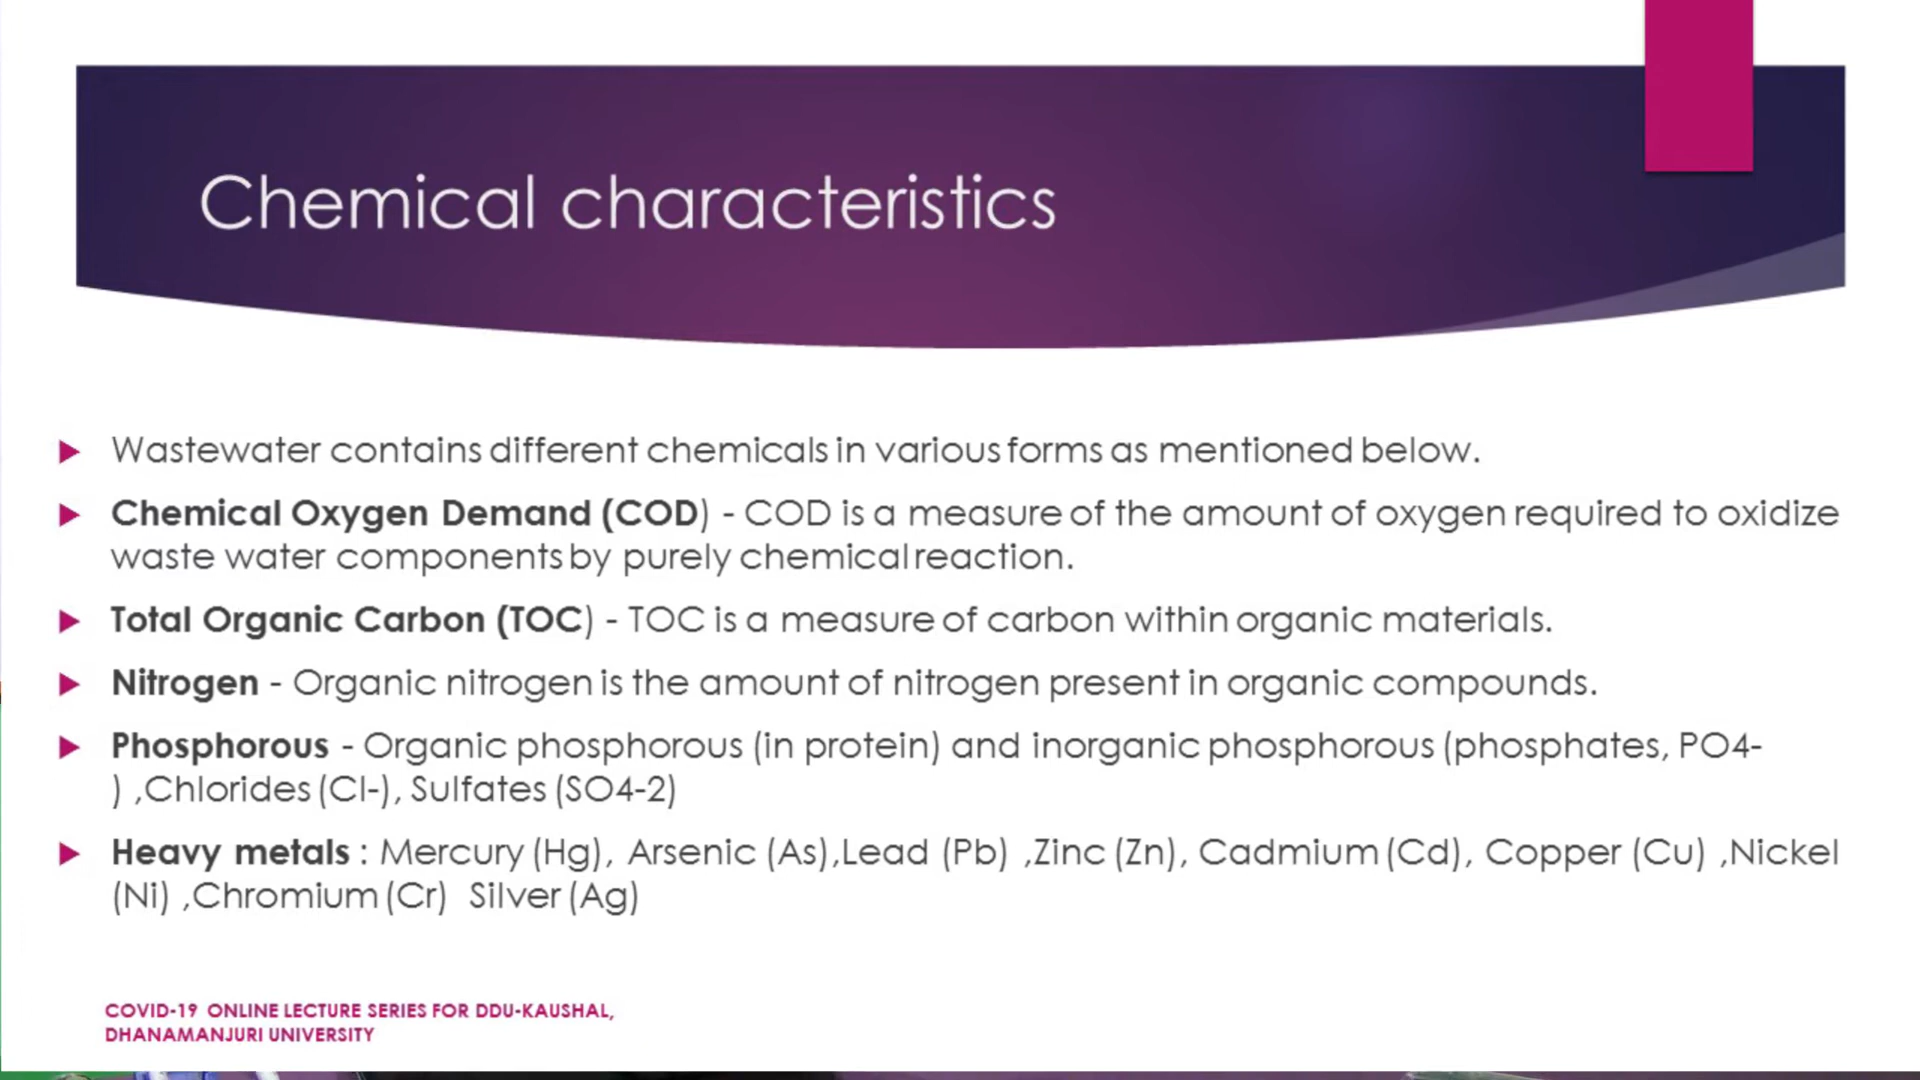 Chemical characteristics
Wastewater contains different chemicals in various forms as mentioned below.
Chemical Oxygen Demand (COD) - COD is a measure of the amount of oxygen required to oxidize
waste water components by purely chemical reaction.
Total Organic Carbon (TOC) - TOC is a measure of carbon within organic materials.
Nitrogen - Organic nitrogen is the amount of nitrogen present in organic compounds.
Phosphorous - Organic phosphorous (in protein) and inorganic phosphorous (phosphates, PO4-
) ,Chlorides (Cl-), Sulfates (SO4-2)
Heavy metals : Mercury (Hg), Arsenic (As),Lead (Pb) ,Zinc (Zn), Cadmium (Cd), Copper (Cu) ,Nickel
(Ni) ,Chromium (Cr) Silver (Ag)
COVID-19 ONLINE LECTURE SERIES FOR DDU-KAUSHAL,
DHANAMANJURI UNIVERSITY